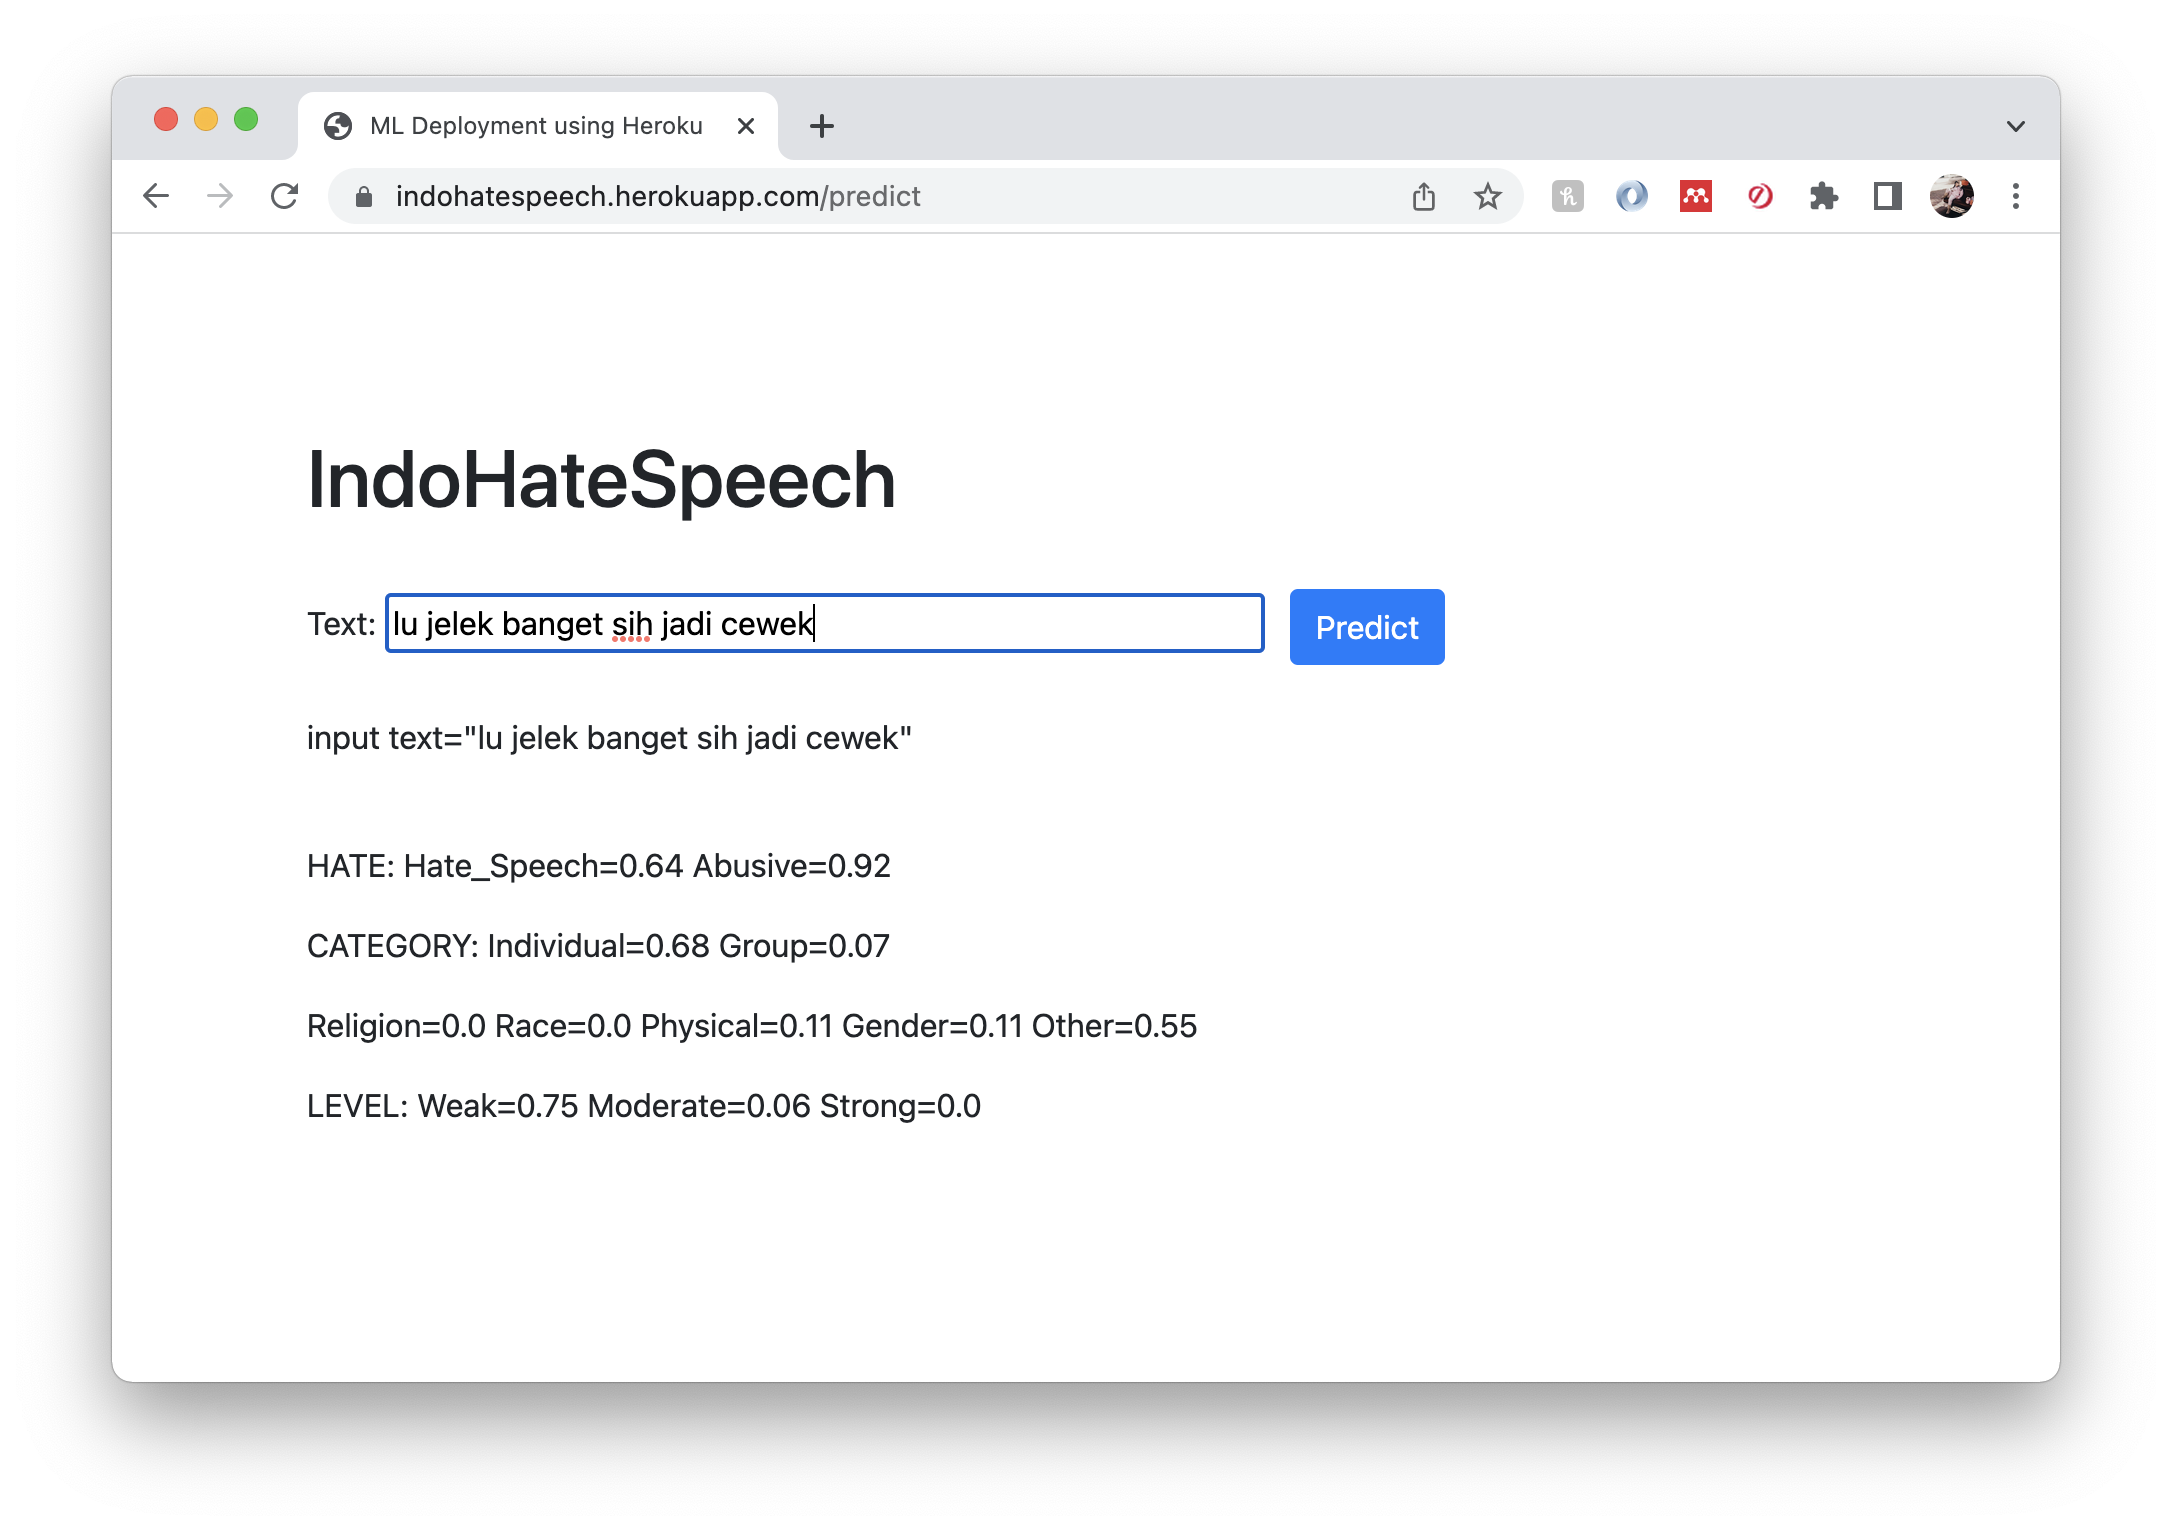 ML Deployment using Heroku
indohatespeech.herokuapp.com/predict
IndoHateSpeech
Text: lu jelek banget sih jadi cewek
Predict
input text="lu jelek banget sih jadi cewek"
HATE: Hate_Speech=0.64 Abusive=0.92
CATEGORY: Individual=0.68 Group=0.07
Religion=0.0 Race=0.0 Physical=0.11 Gender=0.11 Other=0.55
LEVEL: Weak=0.75 Moderate=0.06 Strong=0.0